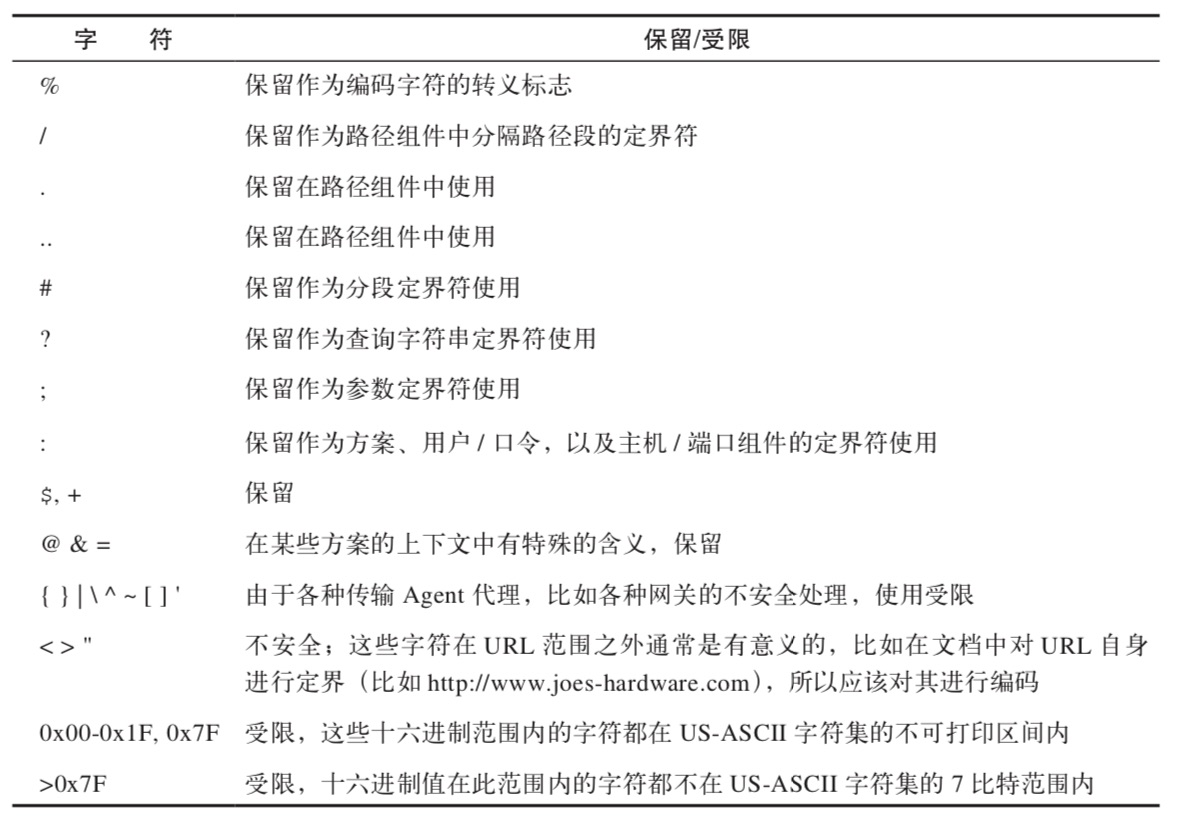 字 符 保留/受限
% 保留作为编码字符的转义标志
/ 保留作为路径组件中分隔路径段的定界符
. 保留在路径组件中使用
.. 保留在路径组件中使用
# 保留作为分段定界符使用
? 保留作为查询字符串定界符使用
; 保留作为参数定界符使用
: 保留作为方案、用户 / 口令，以及主机 / 端口组件的定界符使用
$, + 保留
@ & = 在某些方案的上下文中有特殊的含义，保留
{ } | \ ^ ~ [ ] ' 由于各种传输 Agent 代理，比如各种网关的不安全处理，使用受限
< > " 不安全；这些字符在 URL 范围之外通常是有意义的，比如在文档中对 URL 自身
进行定界（比如 http://www.joes-hardware.com），所以应该对其进行编码
0x00-0x1F, 0x7F 受限，这些十六进制范围内的字符都在 US-ASCII 字符集的不可打印区间内
>0x7F 受限，十六进制值在此范围内的字符都不在 US-ASCII 字符集的 7 比特范围内